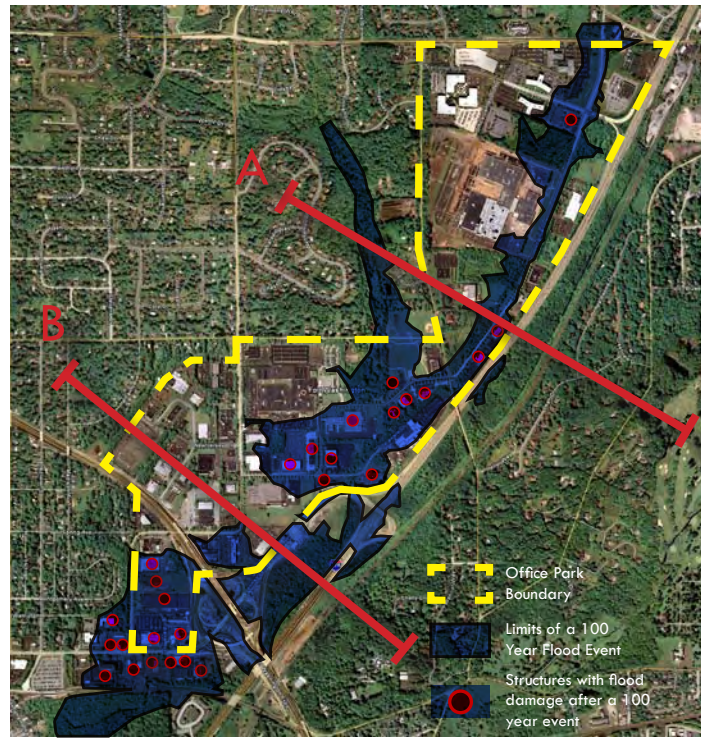 A
B
Office Park
Boundary
Limits of a 100
Year Flood Event
Structures with flood
damage after a 100
year event